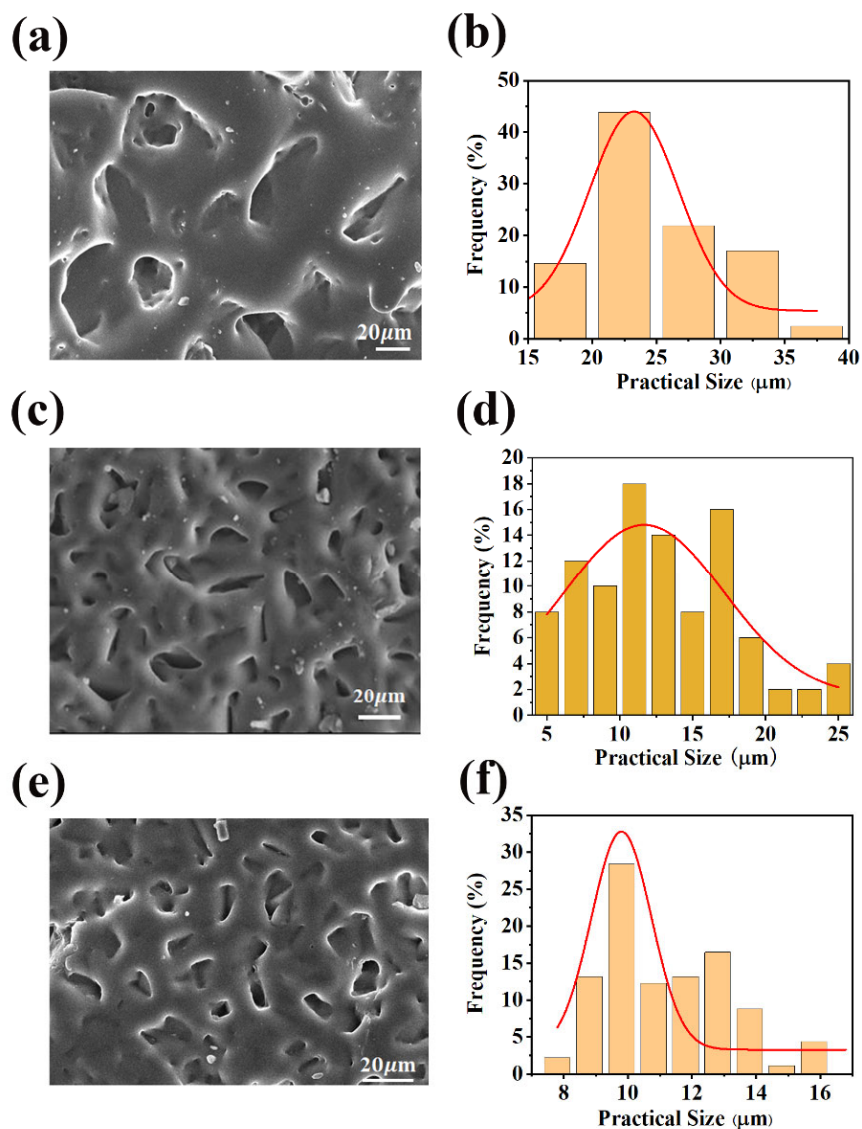 (a)
20μm
(b)
50
40
30
20
10
0
Frequency (%)
15 20 25 30 35 40
Practical Size (μm)
(c)
20μm
(d)
20
18
16
14
12
10
8
6
4
2
0
Frequency (%)
5 10 15 20 25
Practical Size (μm)
(e)
20μm
(f)
35
30
25
20
15
10
5
0
Frequency (%)
8 10 12 14 16
Practical Size (μm)